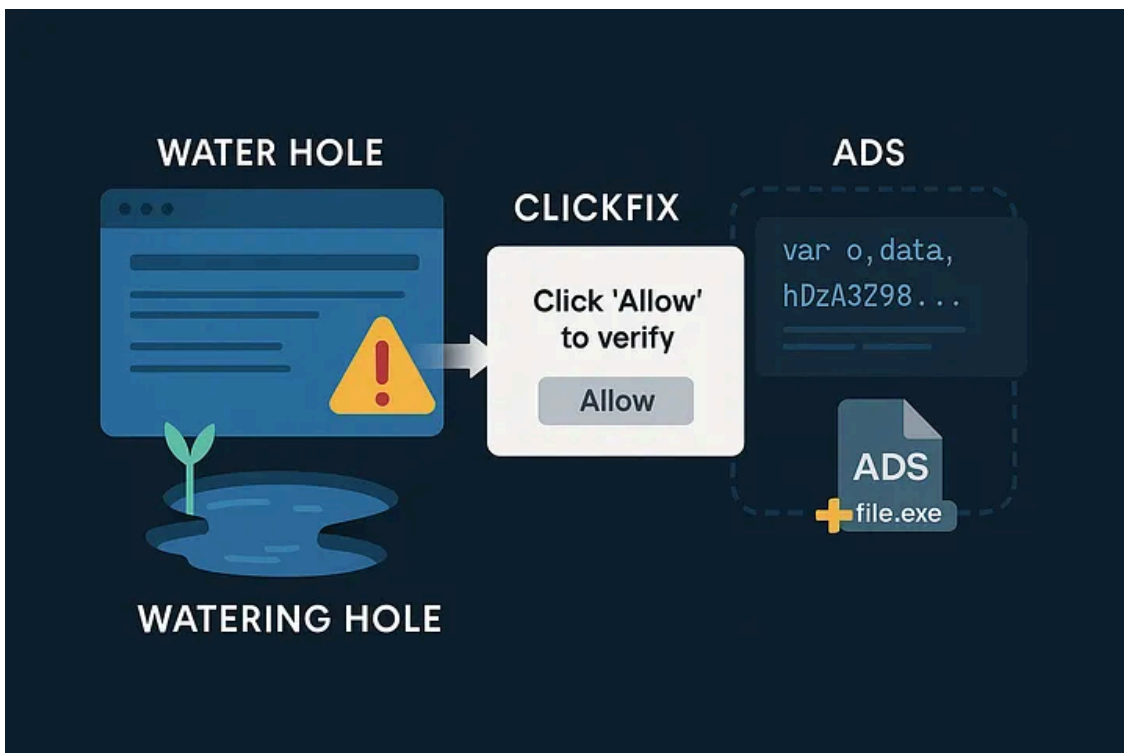 WATER HOLE
WATERING HOLE
CLICKFIX
Click 'Allow'
to verify
Allow
ADS
var o,data,
hDzA3Z98...
ADS
file.exe